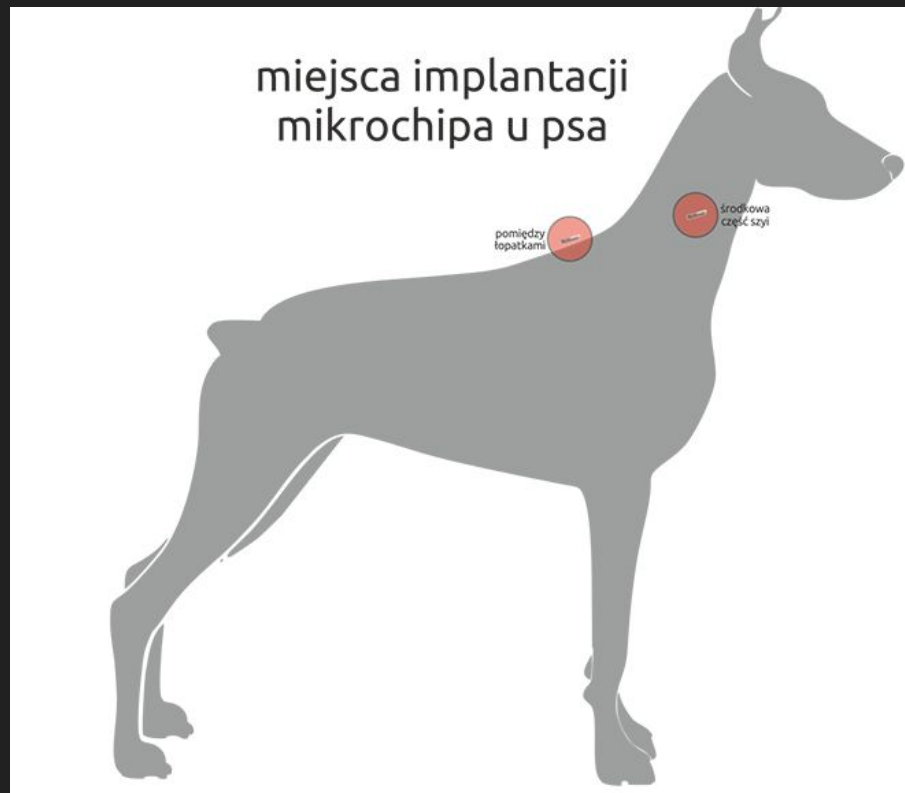 miejsca implantacji
mikrochipa u psa
pomiędzy
łopatkami
środkowa
część szyi